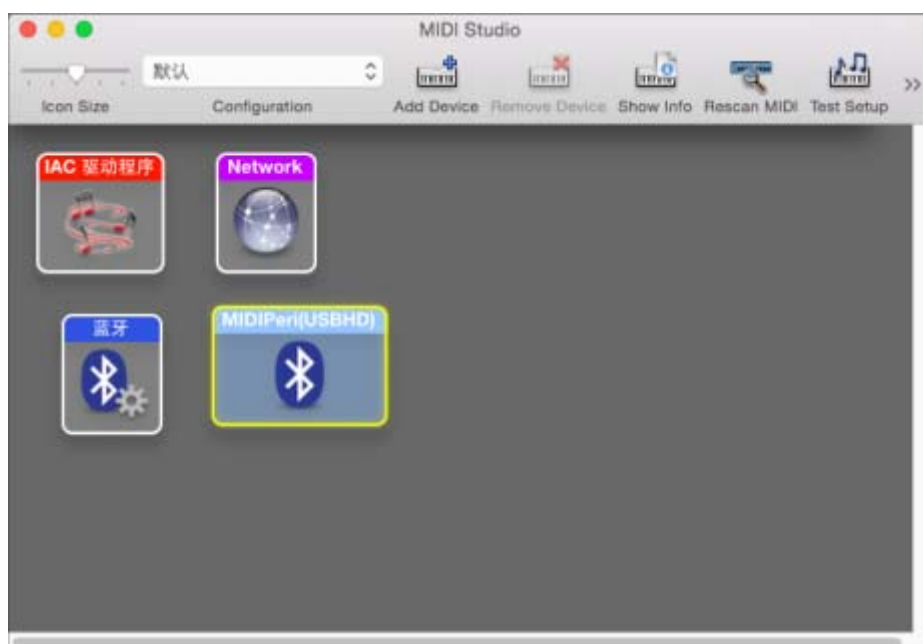 MIDI Studio
默认
Icon Size
Configuration
Add Device
Remove Device
Show Info
Rescan MIDI
Test Setup
IAC 驱动程序
Network
蓝牙
MIDIPeri(USBHD)